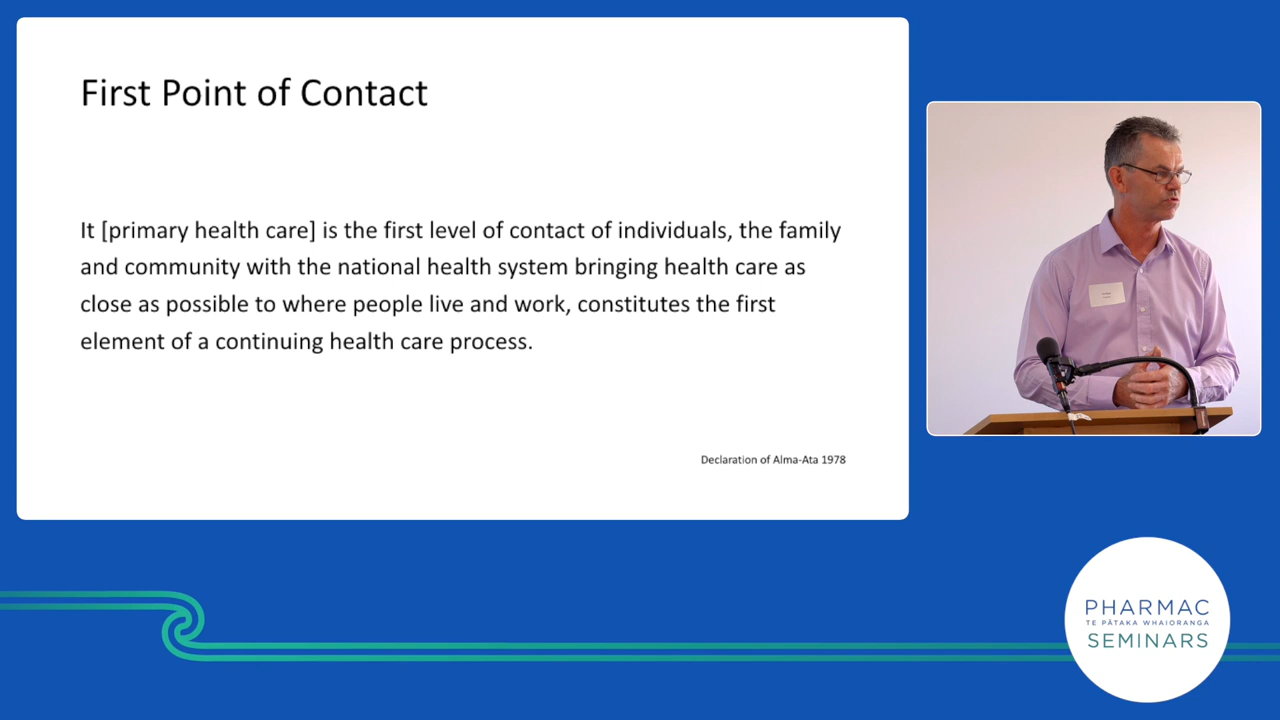 First Point of Contact
It [primary health care] is the first level of contact of individuals, the family
and community with the national health system bringing health care as
close as possible to where people live and work, constitutes the first
element of a continuing health care process.
Declaration of Alma-Ata 1978
PHARMAC
TE PĀTAKA WHAIORANGA
SEMINARS